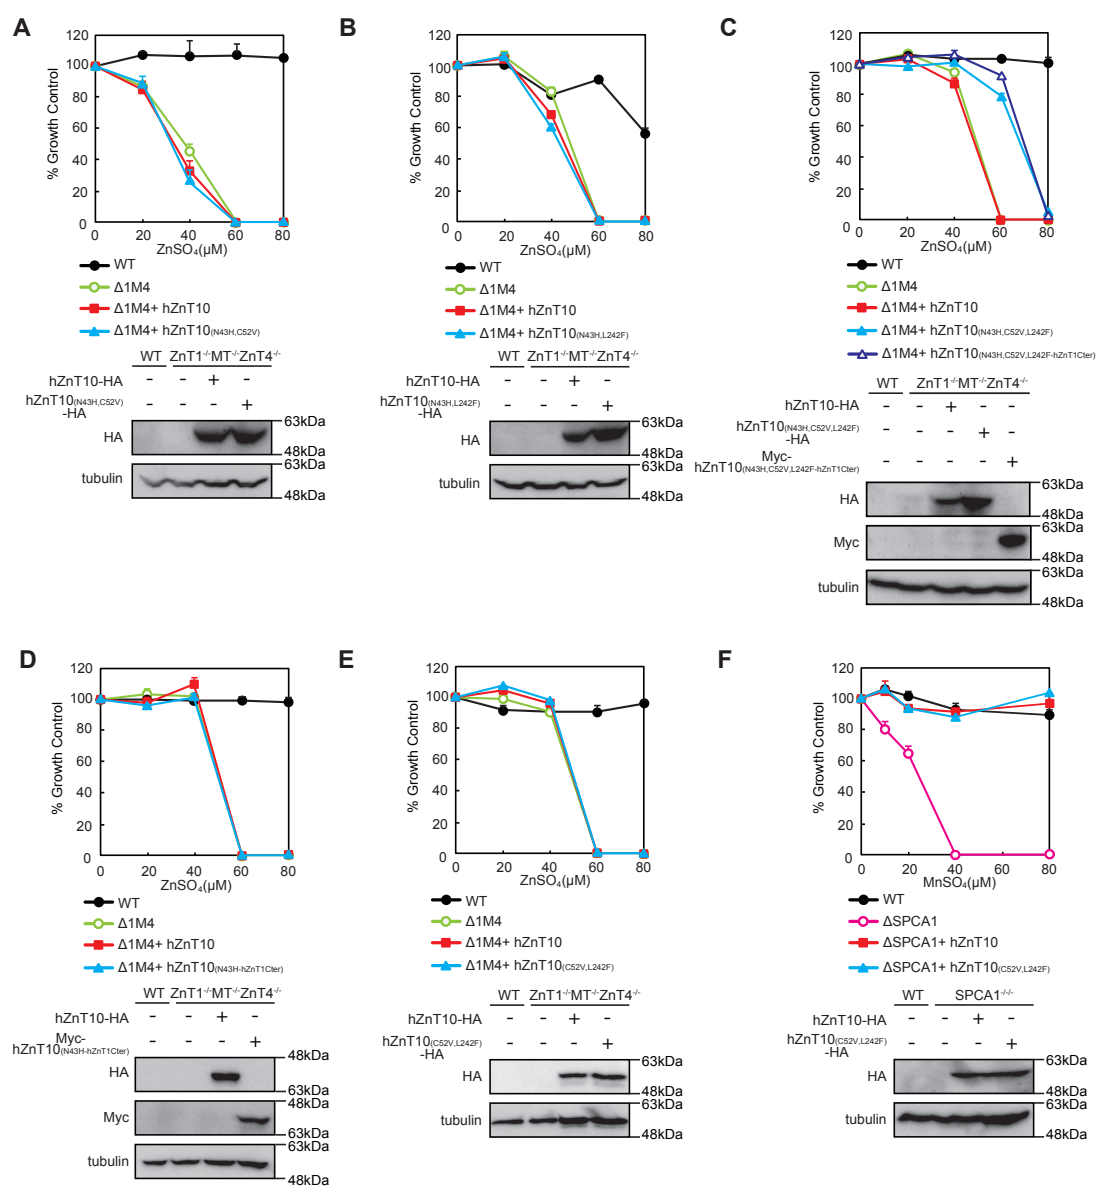 A
120
100
80
60
40
20
0
% Growth Control
0 20 40 60 80
ZnSO₄(μM)
WT
Δ1M4
Δ1M4+ hZnT10
Δ1M4+ hZnT10(N43H,C52V)
WT ZnT1⁻/⁻MT⁻/⁻ZnT4⁻/⁻
hZnT10-HA - - + -
hZnT10(N43H,C52V) - - - +
-HA
HA 63kDa
48kDa
tubulin 63kDa
48kDa
B
120
100
80
60
40
20
0
% Growth Control
0 20 40 60 80
ZnSO₄(μM)
WT
Δ1M4
Δ1M4+ hZnT10
Δ1M4+ hZnT10(N43H,L242F)
WT ZnT1⁻/⁻MT⁻/⁻ZnT4⁻/⁻
hZnT10-HA - - + -
hZnT10(N43H,L242F) - - - +
-HA
HA 63kDa
48kDa
tubulin 63kDa
48kDa
C
120
100
80
60
40
20
0
% Growth Control
0 20 40 60 80
ZnSO₄(μM)
WT
Δ1M4
Δ1M4+ hZnT10
Δ1M4+ hZnT10(N43H,C52V,L242F)
Δ1M4+ hZnT10(N43H,C52V,L242F-hZnT1Cter)
WT ZnT1⁻/⁻MT⁻/⁻ZnT4⁻/⁻
hZnT10-HA - - + - -
hZnT10(N43H,C52V,L242F) - - - + -
-HA
Myc-
hZnT10(N43H,C52V,L242F-hZnT1Cter) - - - - +
HA 63kDa
48kDa
Myc 63kDa
48kDa
tubulin 63kDa
48kDa
D
120
100
80
60
40
20
0
% Growth Control
0 20 40 60 80
ZnSO₄(μM)
WT
Δ1M4
Δ1M4+ hZnT10
Δ1M4+ hZnT10(N43H-hZnT1Cter)
WT ZnT1⁻/⁻MT⁻/⁻ZnT4⁻/⁻
hZnT10-HA - - + -
Myc-
hZnT10(N43H-hZnT1Cter) - - - +
HA 48kDa
63kDa
Myc 48kDa
63kDa
tubulin 63kDa
48kDa
E
120
100
80
60
40
20
0
% Growth Control
0 20 40 60 80
ZnSO₄(μM)
WT
Δ1M4
Δ1M4+ hZnT10
Δ1M4+ hZnT10(C52V,L242F)
WT ZnT1⁻/⁻MT⁻/⁻ZnT4⁻/⁻
hZnT10-HA - - + -
hZnT10(C52V,L242F) - - - +
-HA
HA 63kDa
48kDa
tubulin 63kDa
48kDa
F
120
100
80
60
40
20
0
% Growth Control
0 20 40 60 80
MnSO₄(μM)
WT
ΔSPCA1
ΔSPCA1+ hZnT10
ΔSPCA1+ hZnT10(C52V,L242F)
WT SPCA1⁻/⁻/⁻
hZnT10-HA - - + -
hZnT10(C52V,L242F) - - - +
-HA
HA 63kDa
48kDa
tubulin 63kDa
48kDa